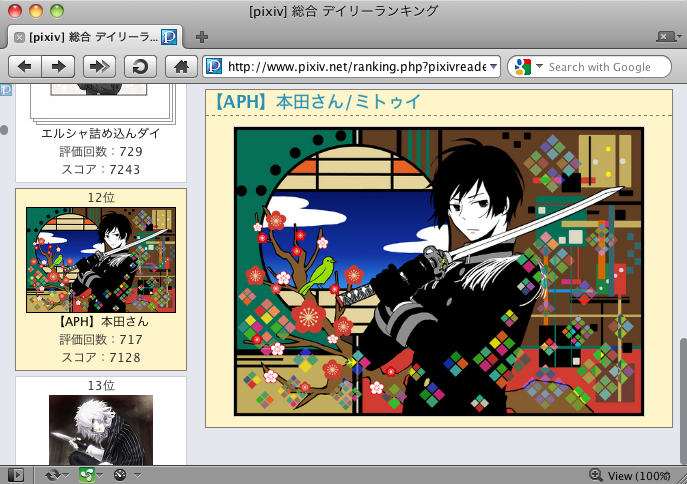 [pixiv] 総合 デイリーランキング
[pixiv] 総合 デイリーラ...
http://www.pixiv.net/ranking.php?pixivreade
Search with Google
エルシャ詰め込んダイ
評価回数：729
スコア：7243
12位
【APH】本田さん
評価回数：717
スコア：7128
13位
【APH】本田さん/ミトゥイ
View (100%)